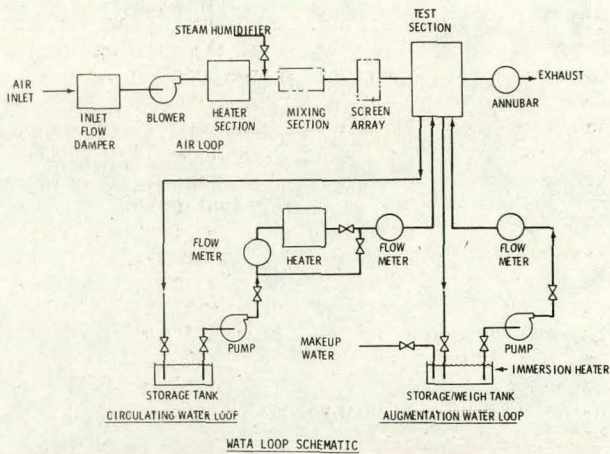 TEST
SECTION
STEAM HUMIDIFIER
AIR
INLET
EXHAUST
INLET
FLOW
DAMPER
BLOWER
HEATER
SECTION
MIXING
SECTION
SCREEN
ARRAY
ANNUBAR
AIR LOOP
FLOW
METER
HEATER
FLOW
METER
FLOW
METER
PUMP
MAKEUP
WATER
PUMP
IMMERSION HEATER
STORAGE TANK
STORAGE/WEIGH TANK
CIRCULATING WATER LOOP
AUGMENTATION WATER LOOP
WATA LOOP SCHEMATIC